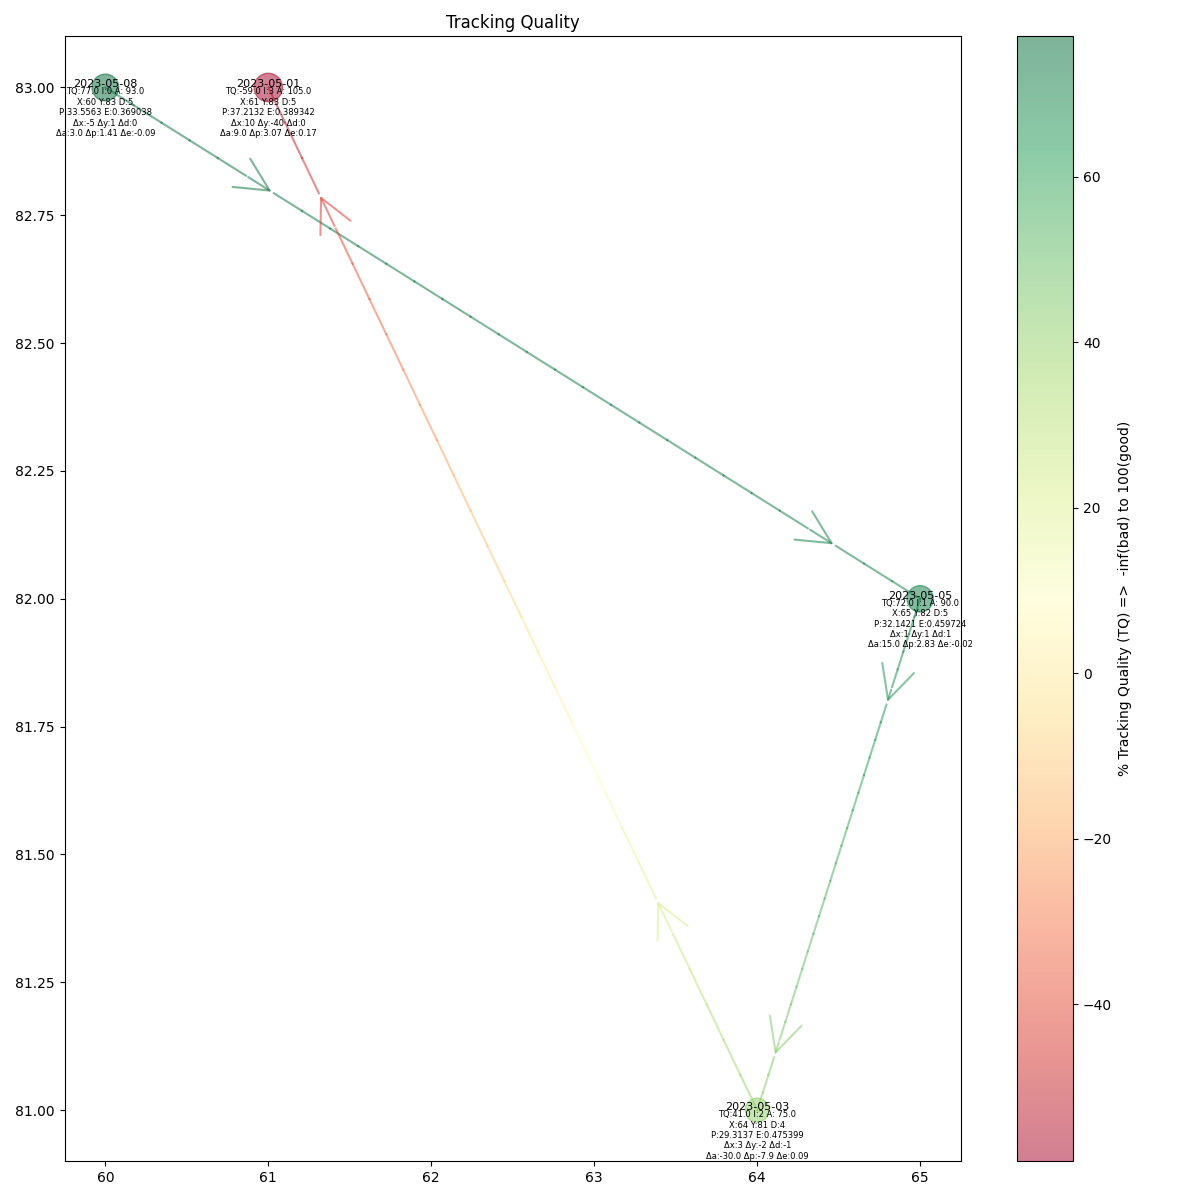 Tracking Quality
83.00
82.75
82.50
82.25
82.00
81.75
81.50
81.25
81.00
60
61
62
63
64
65
2023-05-08
TQ:77.0 I:0 A: 93.0
X:60 Y:83 D:5
P:33.5563 E:0.369038
Δx:-5 Δy:1 Δd:0
Δa:3.0 Δp:1.41 Δe:-0.09
2023-05-01
TQ:-59.0 I:3 A: 105.0
X:61 Y:83 D:5
P:37.2132 E:0.389342
Δx:10 Δy:-40 Δd:0
Δa:9.0 Δp:3.07 Δe:0.17
2023-05-05
TQ:72.0 I:1 A: 90.0
X:65 Y:82 D:5
P:32.1421 E:0.459724
Δx:1 Δy:1 Δd:1
Δa:15.0 Δp:2.83 Δe:-0.02
2023-05-03
TQ:41.0 I:2 A: 75.0
X:64 Y:81 D:4
P:29.3137 E:0.475399
Δx:3 Δy:-2 Δd:-1
Δa:-30.0 Δp:-7.9 Δe:0.09
60
40
20
0
−20
−40
% Tracking Quality (TQ) => -inf(bad) to 100(good)